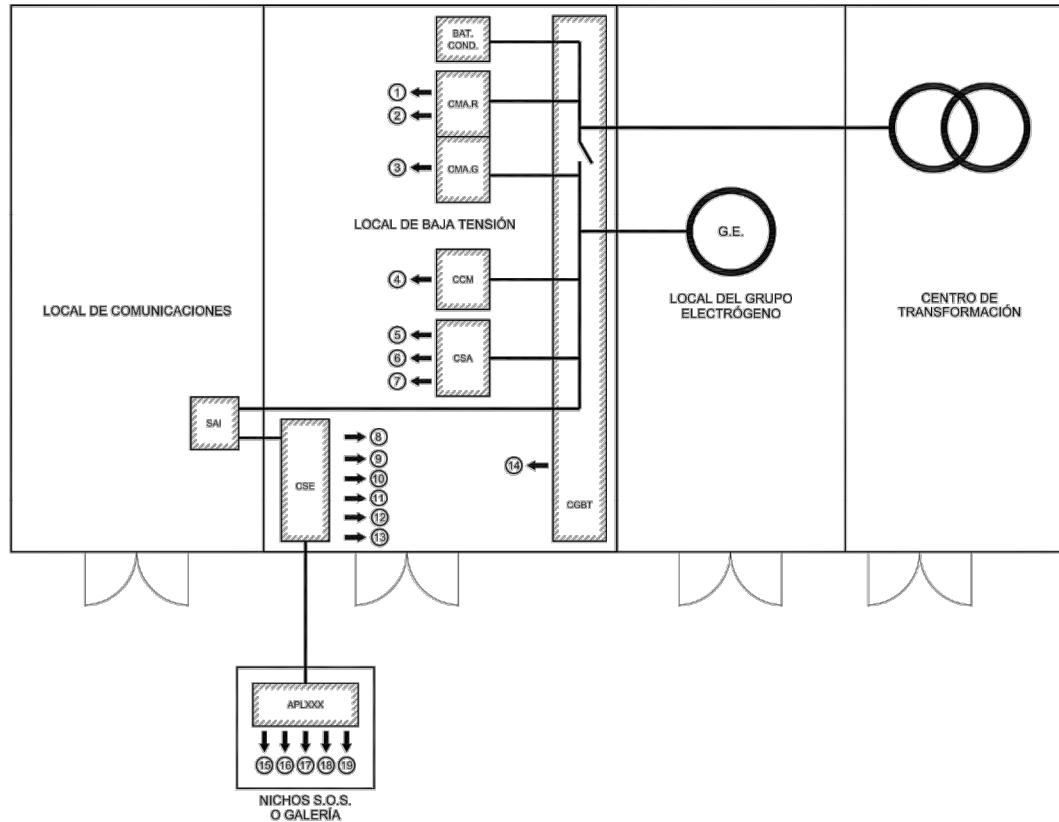 BAT.
COND.
1
CMA.R
2
3
CMA.G
LOCAL DE BAJA TENSIÓN
G.E.
4
CCM
LOCAL DE COMUNICACIONES
LOCAL DEL GRUPO
ELECTRÓGENO
CENTRO DE
TRANSFORMACIÓN
5
6
CSA
7
SAI
8
9
14
10
CSE
11
CGBT
12
13
APLXXX
15 16 17 18 19
NICHOS S.O.S.
O GALERÍA